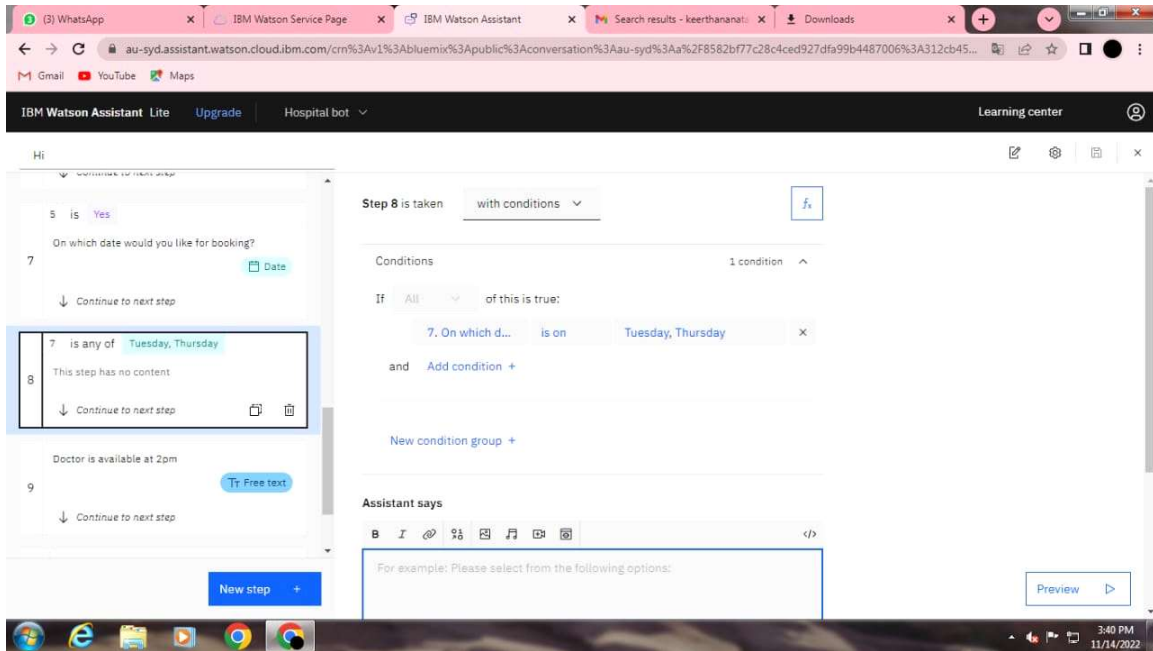 (3) WhatsApp
IBM Watson Service Page
IBM Watson Assistant
Search results - keerthananata
Downloads
au-syd.assistant.watson.cloud.ibm.com/crn%3Av1%3Abluemix%3Apublic%3Aconversation%3Aau-syd%3Aa%2F8582bf77c28c4ced927dfa99b4487006%3A312cb45...
Gmail YouTube Maps
IBM Watson Assistant Lite Upgrade Hospital bot Learning center
Hi
Continue to next step
5 is Yes
On which date would you like for booking?
7
Date
Continue to next step
7 is any of Tuesday, Thursday
This step has no content
8
Continue to next step
Doctor is available at 2pm
9
Tт Free text
Continue to next step
New step +
Step 8 is taken with conditions fx
Conditions 1 condition
If All of this is true:
7. On which d... is on Tuesday, Thursday ×
and Add condition +
New condition group +
Assistant says
B I </>
For example: Please select from the following options:
Preview
3:40 PM
11/14/2022